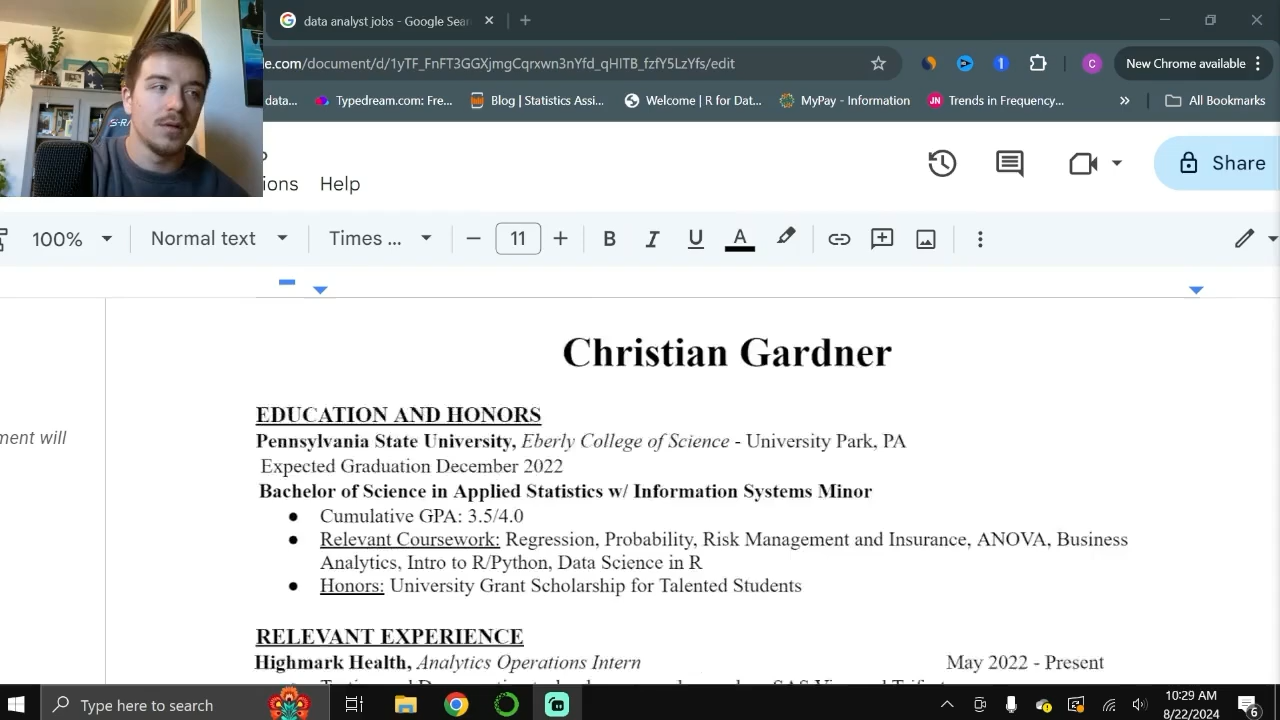 data analyst jobs - Google Sear
le.com/document/d/1yTF_FnFT3GGXjmgCqrxwn3nYfd_qHlTB_fzfY5LzYfs/edit
New Chrome available
data...
Typedream.com: Fre...
Blog | Statistics Assi...
Welcome | R for Dat...
MyPay - Information
JN Trends in Frequency...
All Bookmarks
ions Help
Share
100% Normal text Times ... 11 B I U A
Christian Gardner
ment will
EDUCATION AND HONORS
Pennsylvania State University, Eberly College of Science - University Park, PA
Expected Graduation December 2022
Bachelor of Science in Applied Statistics w/ Information Systems Minor
● Cumulative GPA: 3.5/4.0
● Relevant Coursework: Regression, Probability, Risk Management and Insurance, ANOVA, Business
Analytics, Intro to R/Python, Data Science in R
● Honors: University Grant Scholarship for Talented Students
RELEVANT EXPERIENCE
Highmark Health, Analytics Operations Intern May 2022 - Present
Type here to search
10:29 AM
8/22/2024
6